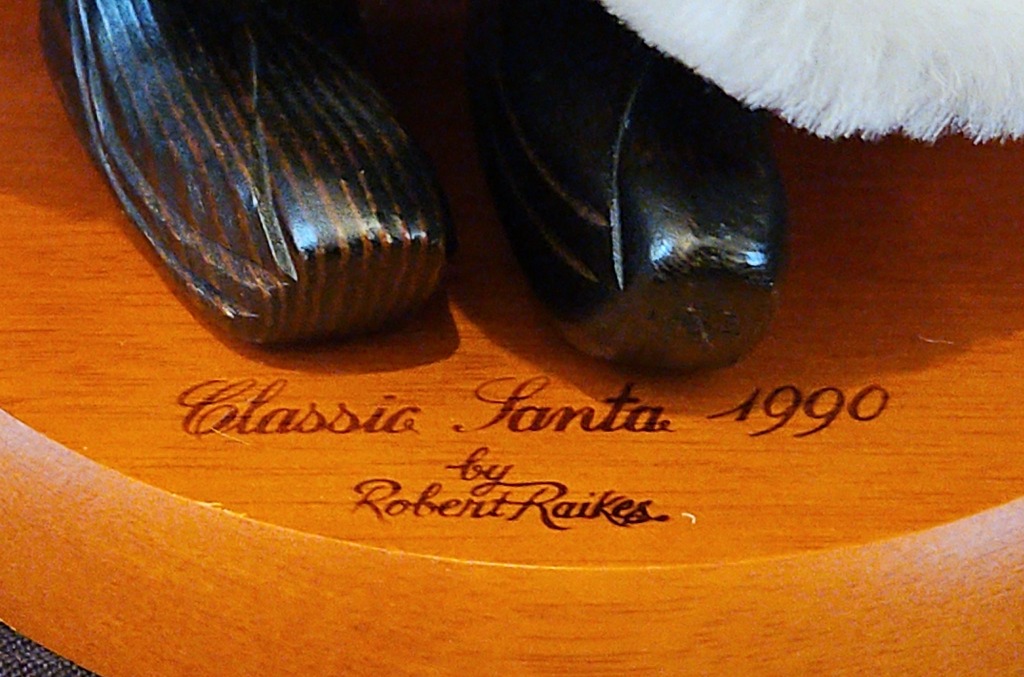 Classic Santa 1990
by
Robert Raikes